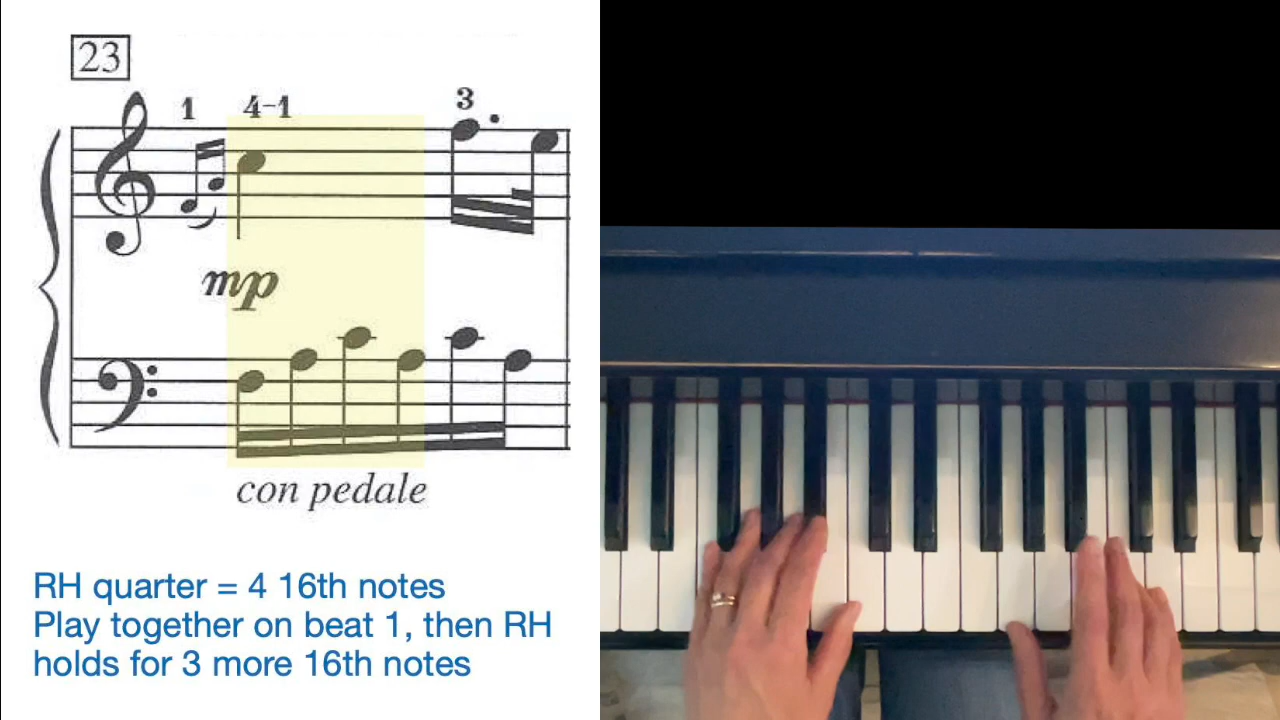 23
1 4-1 3
mp
con pedale
RH quarter = 4 16th notes
Play together on beat 1, then RH
holds for 3 more 16th notes